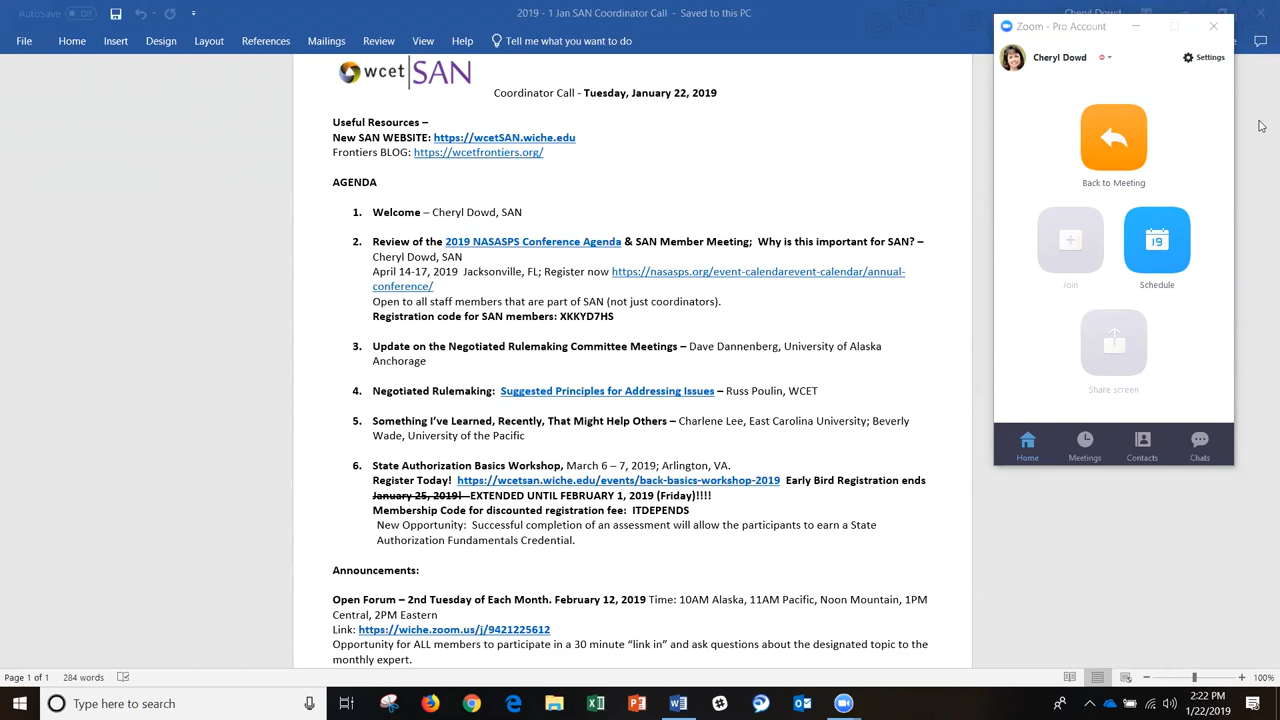 AutoSave Off
2019 - 1 Jan SAN Coordinator Call - Saved to this PC
File Home Insert Design Layout References Mailings Review View Help Tell me what you want to do
wcet SAN
Coordinator Call - Tuesday, January 22, 2019
Useful Resources –
New SAN WEBSITE: https://wcetSAN.wiche.edu
Frontiers BLOG: https://wcetfrontiers.org/
AGENDA
1. Welcome – Cheryl Dowd, SAN
2. Review of the 2019 NASASPS Conference Agenda & SAN Member Meeting; Why is this important for SAN? –
Cheryl Dowd, SAN
April 14-17, 2019 Jacksonville, FL; Register now https://nasasps.org/event-calendarevent-calendar/annual-
conference/
Open to all staff members that are part of SAN (not just coordinators).
Registration code for SAN members: XKKYD7HS
3. Update on the Negotiated Rulemaking Committee Meetings – Dave Dannenberg, University of Alaska
Anchorage
4. Negotiated Rulemaking: Suggested Principles for Addressing Issues – Russ Poulin, WCET
5. Something I've Learned, Recently, That Might Help Others – Charlene Lee, East Carolina University; Beverly
Wade, University of the Pacific
6. State Authorization Basics Workshop, March 6 – 7, 2019; Arlington, VA.
Register Today! https://wcetsan.wiche.edu/events/back-basics-workshop-2019 Early Bird Registration ends
January 25, 2019! EXTENDED UNTIL FEBRUARY 1, 2019 (Friday)!!!!
Membership Code for discounted registration fee: ITDEPENDS
New Opportunity: Successful completion of an assessment will allow the participants to earn a State
Authorization Fundamentals Credential.
Announcements:
Open Forum – 2nd Tuesday of Each Month. February 12, 2019 Time: 10AM Alaska, 11AM Pacific, Noon Mountain, 1PM
Central, 2PM Eastern
Link: https://wiche.zoom.us/j/9421225612
Opportunity for ALL members to participate in a 30 minute “link in” and ask questions about the designated topic to the
monthly expert.
Zoom - Pro Account
Cheryl Dowd
Settings
Back to Meeting
19
Join
Schedule
Share screen
Home Meetings Contacts Chats
Page 1 of 1 284 words
100%
Type here to search
2:22 PM
1/22/2019